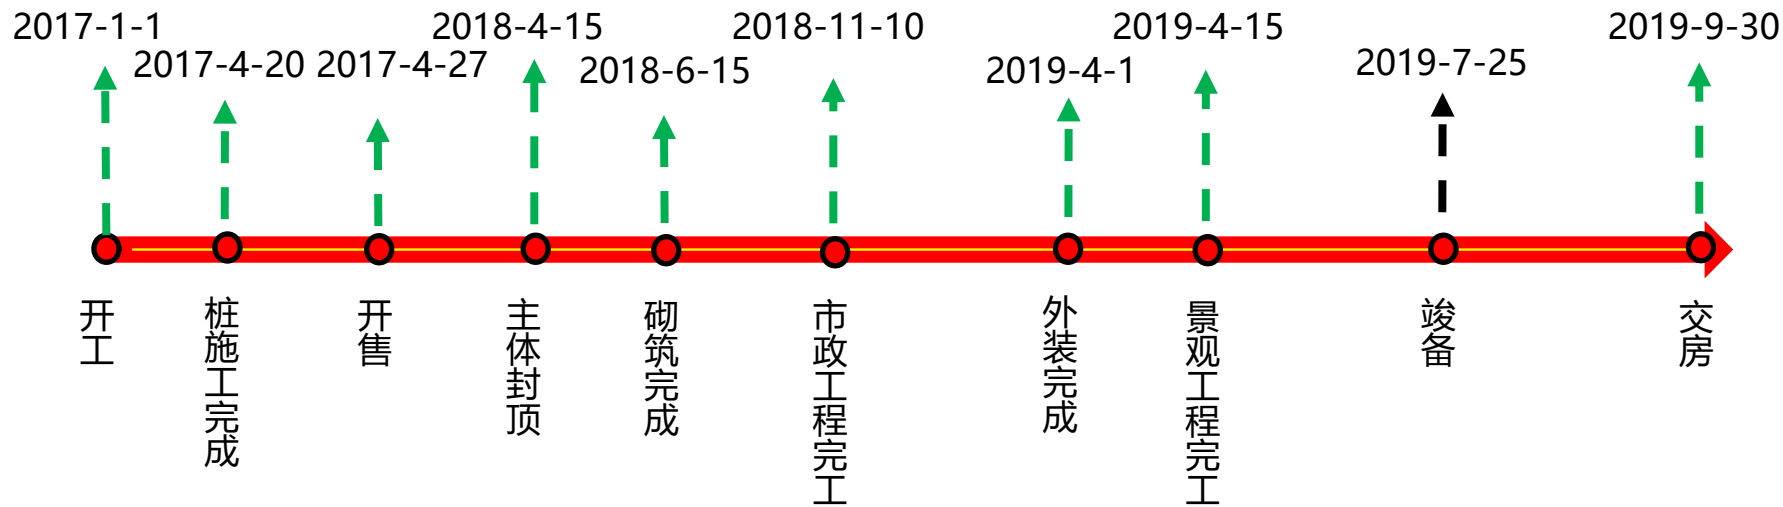 2017-1-1
2017-4-20
2017-4-27
2018-4-15
2018-6-15
2018-11-10
2019-4-1
2019-4-15
2019-7-25
2019-9-30
开工
桩施工完成
开售
主体封顶
砌筑完成
市政工程完工
外装完成
景观工程完工
竣备
交房